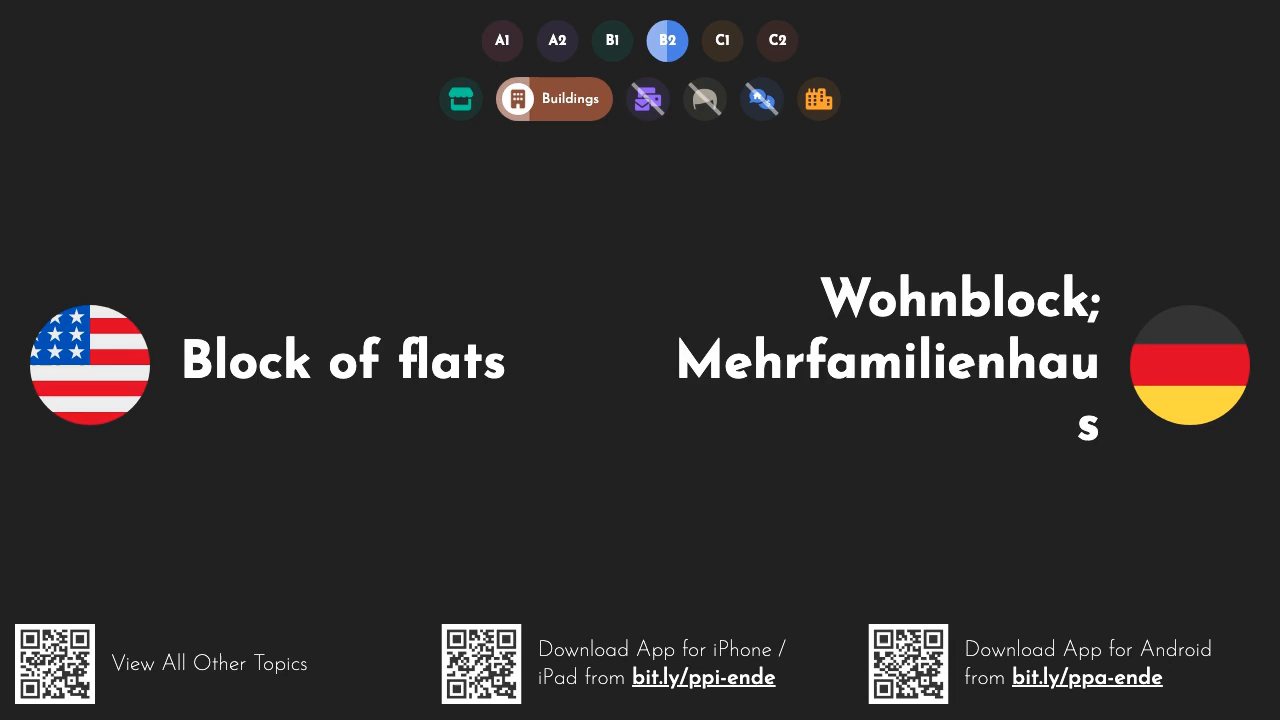 A1 A2 B1 B2 C1 C2
Buildings
Block of flats
Wohnblock;
Mehrfamilienhau
s
View All Other Topics
Download App for iPhone /
iPad from bit.ly/ppi-ende
Download App for Android
from bit.ly/ppa-ende